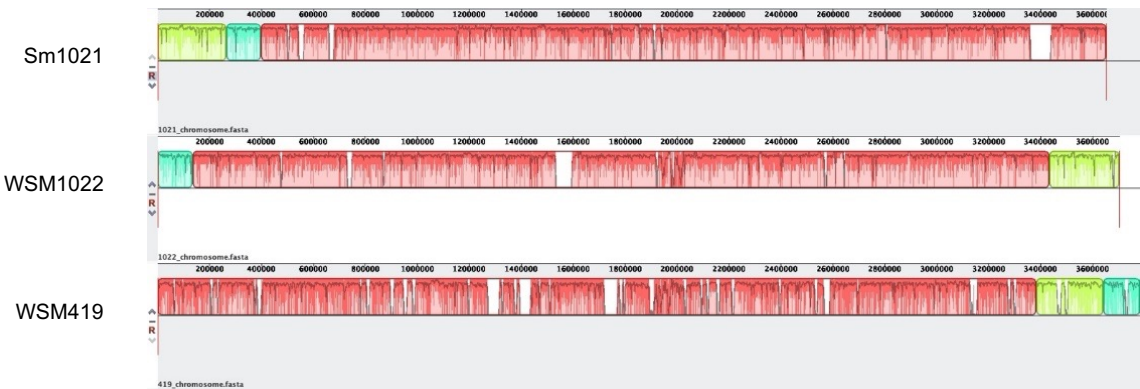 200000 400000 600000 800000 1000000 1200000 1400000 1600000 1800000 2000000 2200000 2400000 2600000 2800000 3000000 3200000 3400000 3600000
Sm1021
R
1021_chromosome.fasta
200000 400000 600000 800000 1000000 1200000 1400000 1600000 1800000 2000000 2200000 2400000 2600000 2800000 3000000 3200000 3400000 3600000
WSM1022
R
1022_chromosome.fasta
200000 400000 600000 800000 1000000 1200000 1400000 1600000 1800000 2000000 2200000 2400000 2600000 2800000 3000000 3200000 3400000 3600000
WSM419
R
419_chromosome.fasta